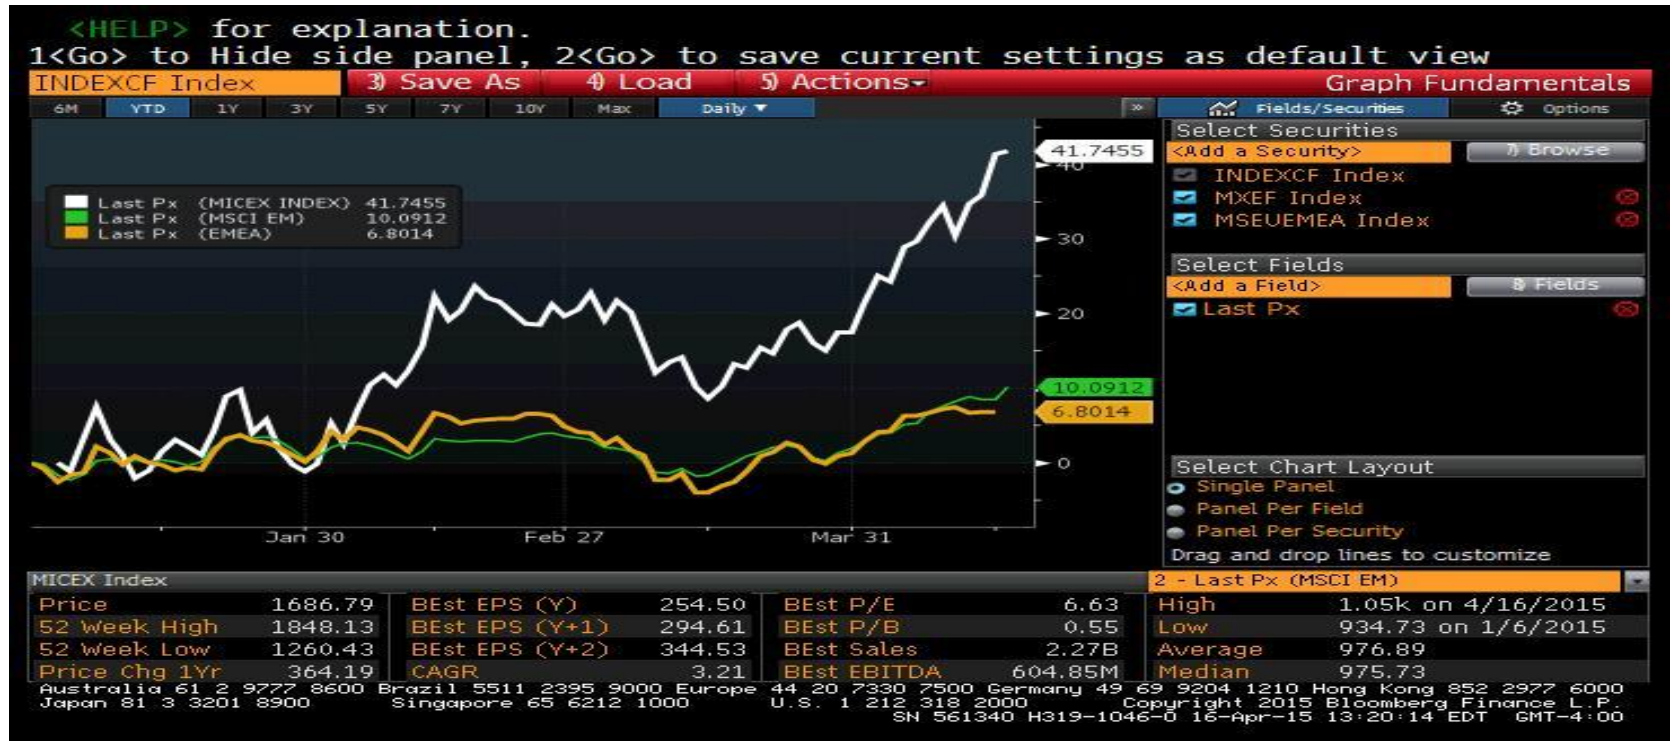 <HELP> for explanation.
1<Go> to Hide side panel, 2<Go> to save current settings as default view
INDEXCF Index 3) Save As 4) Load 5) Actions Graph Fundamentals
6M YTD 1Y 3Y 5Y 7Y 10Y Max Daily ▼ » Fields/Securities Options
Select Securities
<Add a Security> 7) Browse
INDEXCF Index
MXEF Index
MSEUEMEA Index
Select Fields
<Add a Field> 8) Fields
Last Px
Last Px (MICEX INDEX) 41.7455
Last Px (MSCI EM) 10.0912
Last Px (EMEA) 6.8014
41.7455
40
30
20
10.0912
6.8014
0
Jan 30 Feb 27 Mar 31
Select Chart Layout
Single Panel
Panel Per Field
Panel Per Security
Drag and drop lines to customize
MICEX Index 2 - Last Px (MSCI EM)
Price 1686.79 BEst EPS (Y) 254.50 BEst P/E 6.63 High 1.05k on 4/16/2015
52 Week High 1848.13 BEst EPS (Y+1) 294.61 BEst P/B 0.55 Low 934.73 on 1/6/2015
52 Week Low 1260.43 BEst EPS (Y+2) 344.53 BEst Sales 2.27B Average 976.89
Price Chg 1Yr 364.19 CAGR 3.21 BEst EBITDA 604.85M Median 975.73
Australia 61 2 9777 8600 Brazil 5511 2395 9000 Europe 44 20 7330 7500 Germany 49 69 9204 1210 Hong Kong 852 2977 6000
Japan 81 3 3201 8900 Singapore 65 6212 1000 U.S. 1 212 318 2000 Copyright 2015 Bloomberg Finance L.P.
SN 561340 H319-1046-0 16-Apr-15 13:20:14 EDT GMT-4:00